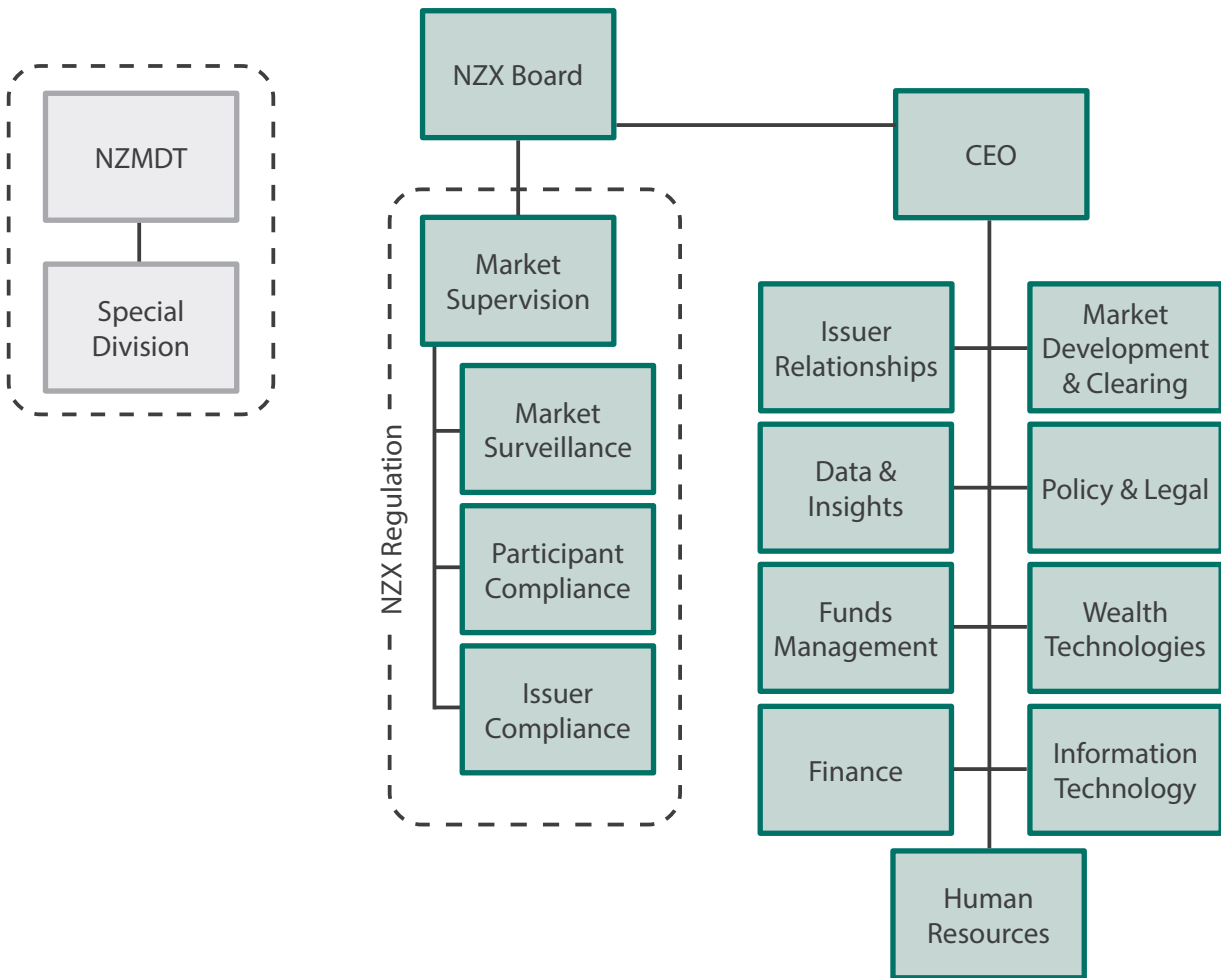 NZMDT
Special
Division
NZX Board
CEO
NZX Regulation
Market
Supervision
Market
Surveillance
Participant
Compliance
Issuer
Compliance
Issuer
Relationships
Market
Development
& Clearing
Data &
Insights
Policy & Legal
Funds
Management
Wealth
Technologies
Finance
Information
Technology
Human
Resources